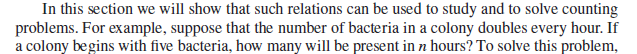 In this section we will show that such relations can be used to study and to solve counting
problems. For example, suppose that the number of bacteria in a colony doubles every hour. If
a colony begins with five bacteria, how many will be present in n hours? To solve this problem,